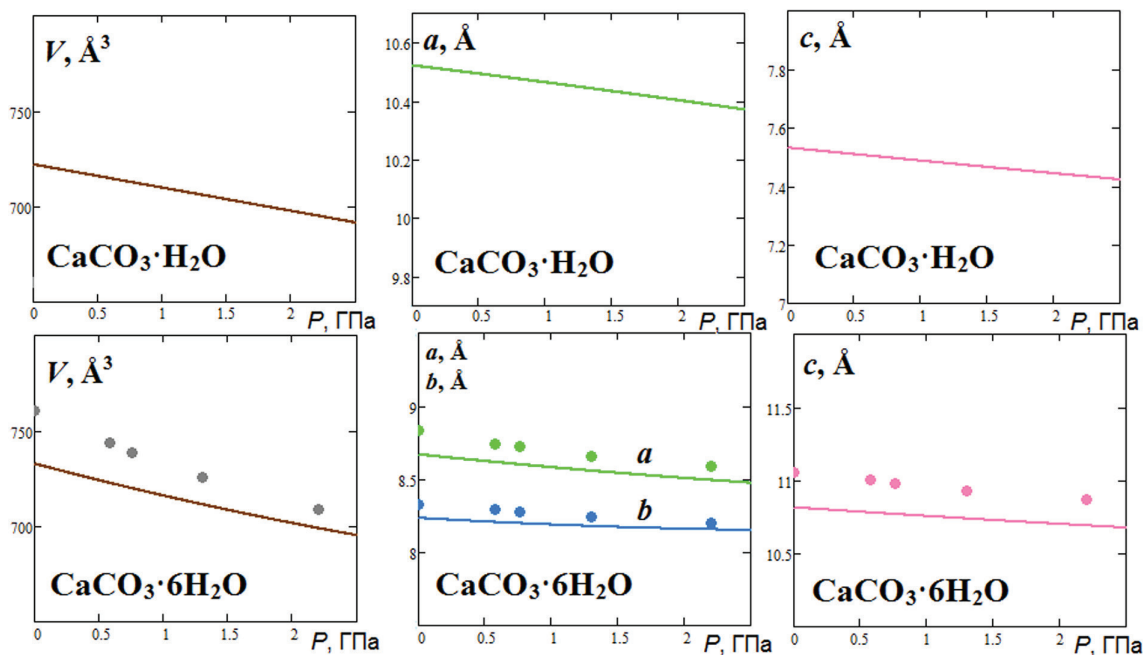 V, Å³
750
700
CaCO₃·H₂O
0 0.5 1 1.5 2 P, ГПа
a, Å
10.6
10.4
10.2
10
9.8
CaCO₃·H₂O
0 0.5 1 1.5 2 P, ГПа
c, Å
7.8
7.6
7.4
7.2
7
CaCO₃·H₂O
0 0.5 1 1.5 2 P, ГПа
V, Å³
750
700
CaCO₃·6H₂O
0 0.5 1 1.5 2 P, ГПа
a, Å
b, Å
9
8.5
8
a
b
CaCO₃·6H₂O
0 0.5 1 1.5 2 P, ГПа
c, Å
11.5
11
10.5
CaCO₃·6H₂O
0 0.5 1 1.5 2 P, ГПа